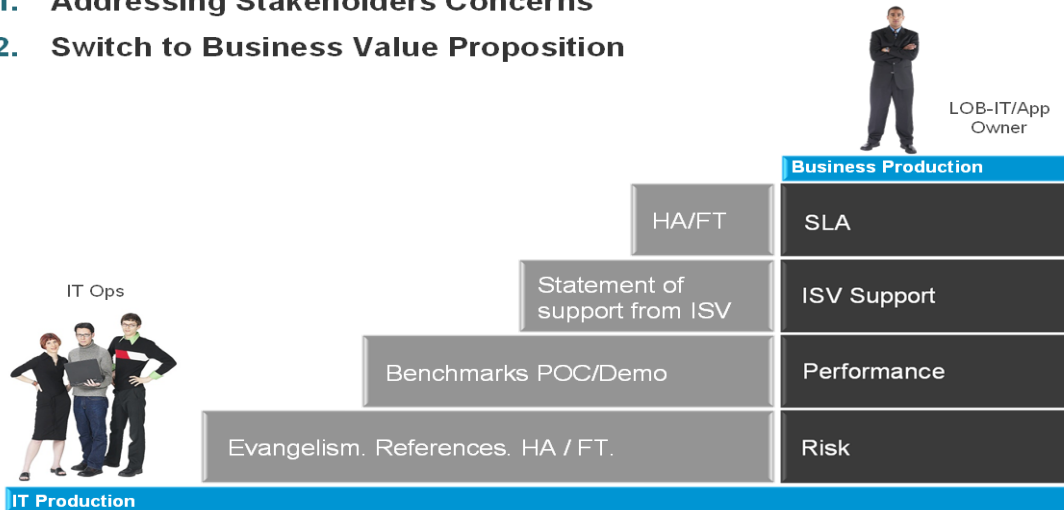 1. Addressing Stakeholders Concerns
2. Switch to Business Value Proposition
LOB-IT/App
Owner
Business Production
HA/FT
SLA
IT Ops
Statement of
support from ISV
ISV Support
Benchmarks POC/Demo
Performance
Evangelism. References. HA / FT.
Risk
IT Production